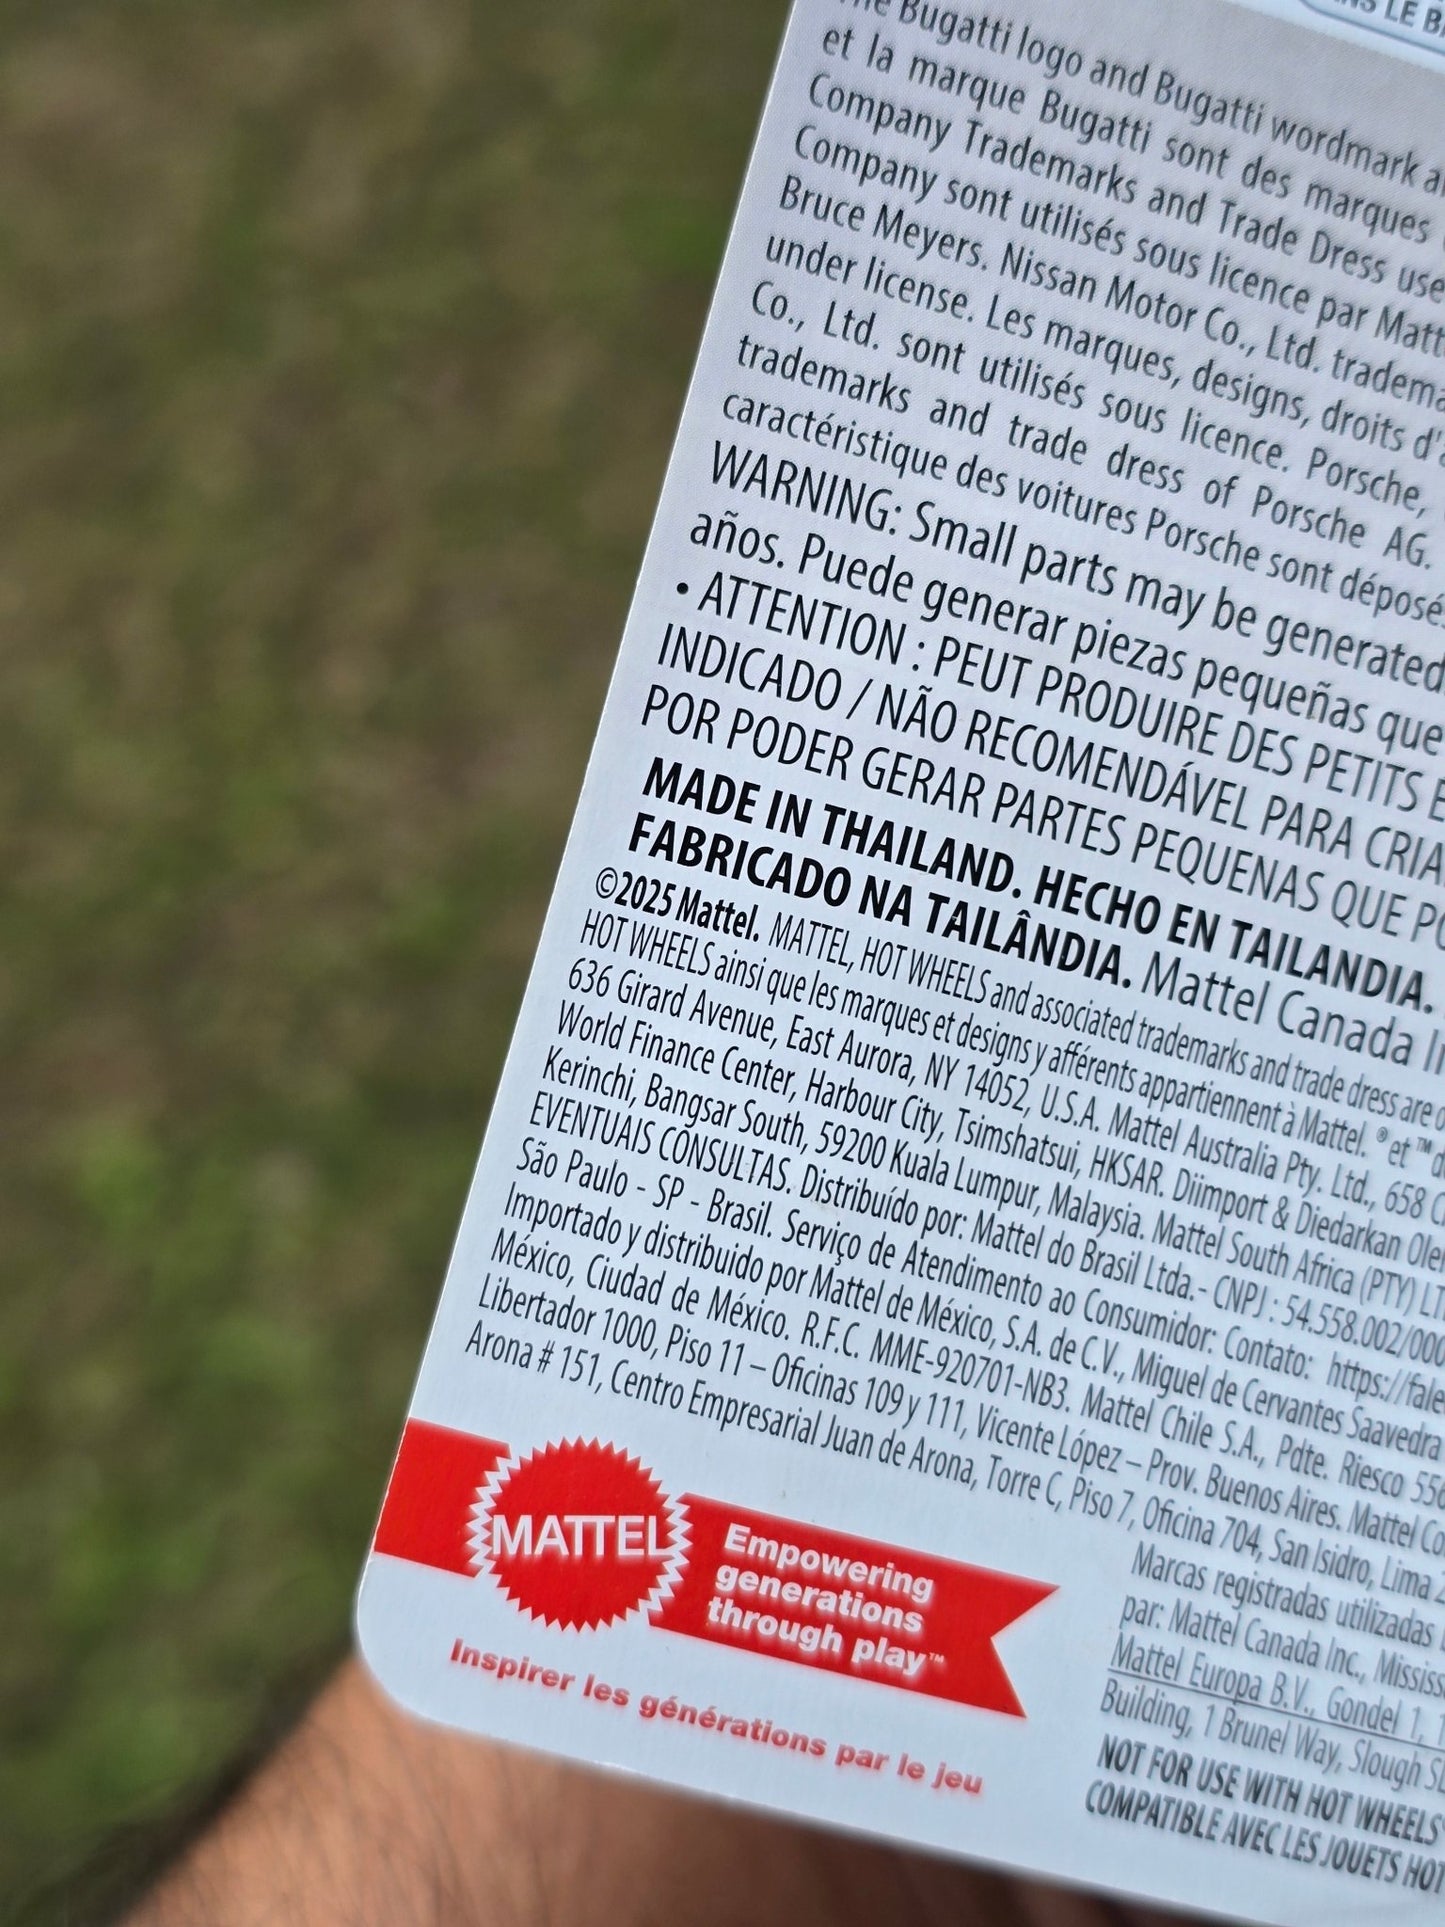 Bugatti logo and Bugatti wordmark
et la marque Bugatti sont des marques
Company Trademarks and Trade Dress
Company sont utilisés sous licence par
Bruce Meyers. Nissan Motor Co., Ltd.
under license. Les marques, designs, droits
Co., Ltd. sont utilisés sous licence. Porsche,
trademarks and trade dress of Porsche AG.
caractéristique des voitures Porsche sont
WARNING: Small parts may be generated
años. Puede generar piezas pequeñas que
• ATTENTION : PEUT PRODUIRE DES PETITS
INDICADO / NÃO RECOMENDÁVEL PARA
POR PODER GERAR PARTES PEQUENAS QUE
MADE IN THAILAND. HECHO EN TAILANDIA.
FABRICADO NA TAILÂNDIA. Mattel Canada
©2025 Mattel. MATTEL, HOT WHEELS and associated trademarks and trade dress are
HOT WHEELS ainsi que les marques et designs y afférents appartiennent à Mattel. ® et ™
636 Girard Avenue, East Aurora, NY 14052, U.S.A. Mattel Australia Pty. Ltd., 658
World Finance Center, Harbour City, Tsimshatsui, HKSAR. Diimport & Diedarkan
Kerinchi, Bangsar South, 59200 Kuala Lumpur, Malaysia. Mattel South Africa (PTY)
EVENTUAIS CONSULTAS. Distribuído por: Mattel do Brasil Ltda.- CNPJ : 54.558.002/
São Paulo - SP - Brasil. Serviço de Atendimento ao Consumidor: Contato: https://
Importado y distribuido por Mattel de México, S.A. de C.V., Miguel de Cervantes Saavedra
México, Ciudad de México. R.F.C. MME-920701-NB3. Mattel Chile S.A., Pdte. Riesco
Libertador 1000, Piso 11 – Oficinas 109 y 111, Vicente López – Prov. Buenos Aires. Mattel
Arona # 151, Centro Empresarial Juan de Arona, Torre C, Piso 7, Oficina 704, San Isidro, Lima
Marcas registradas utilizadas
par: Mattel Canada Inc.,
Mattel Europa B.V., Gondel 1,
Building, 1 Brunel Way, Slough
NOT FOR USE WITH HOT WHEELS
COMPATIBLE AVEC LES JOUETS HOT
MATTEL
Empowering
generations
through play™
Inspirer les générations par le jeu